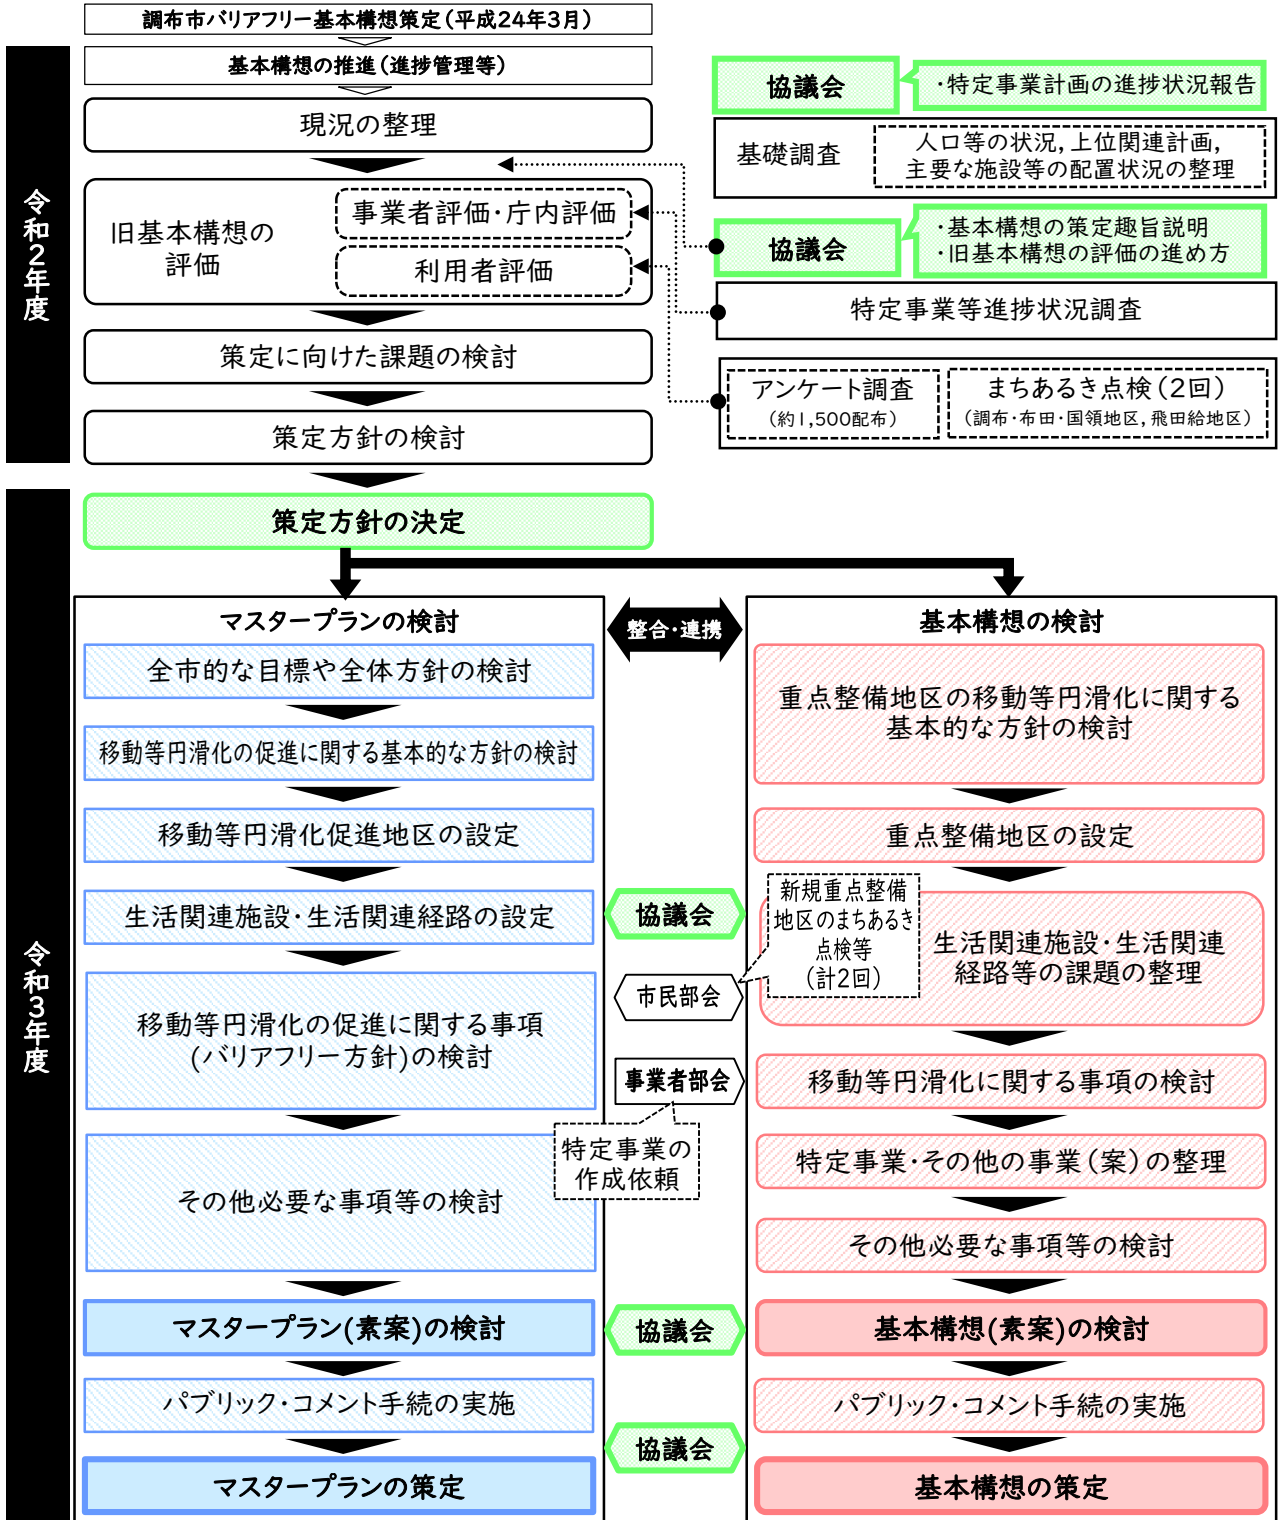 調布市バリアフリー基本構想策定(平成24年3月)
基本構想の推進(進捗管理等)
令和2年度
現況の整理
旧基本構想の
評価
事業者評価・庁内評価
利用者評価
策定に向けた課題の検討
策定方針の検討
協議会
・特定事業計画の進捗状況報告
基礎調査
人口等の状況,上位関連計画,
主要な施設等の配置状況の整理
協議会
・基本構想の策定趣旨説明
・旧基本構想の評価の進め方
特定事業等進捗状況調査
アンケート調査
(約1,500配布)
まちあるき点検(2回)
(調布・布田・国領地区,飛田給地区)
令和3年度
策定方針の決定
マスタープランの検討
全市的な目標や全体方針の検討
移動等円滑化の促進に関する基本的な方針の検討
移動等円滑化促進地区の設定
生活関連施設・生活関連経路の設定
移動等円滑化の促進に関する事項
(バリアフリー方針)の検討
その他必要な事項等の検討
マスタープラン(素案)の検討
パブリック・コメント手続の実施
マスタープランの策定
整合・連携
協議会
市民部会
新規重点整備
地区のまちあるき
点検等
(計2回)
事業者部会
特定事業の
作成依頼
協議会
協議会
基本構想の検討
重点整備地区の移動等円滑化に関する
基本的な方針の検討
重点整備地区の設定
生活関連施設・生活関連
経路等の課題の整理
移動等円滑化に関する事項の検討
特定事業・その他の事業(案)の整理
その他必要な事項等の検討
基本構想(素案)の検討
パブリック・コメント手続の実施
基本構想の策定